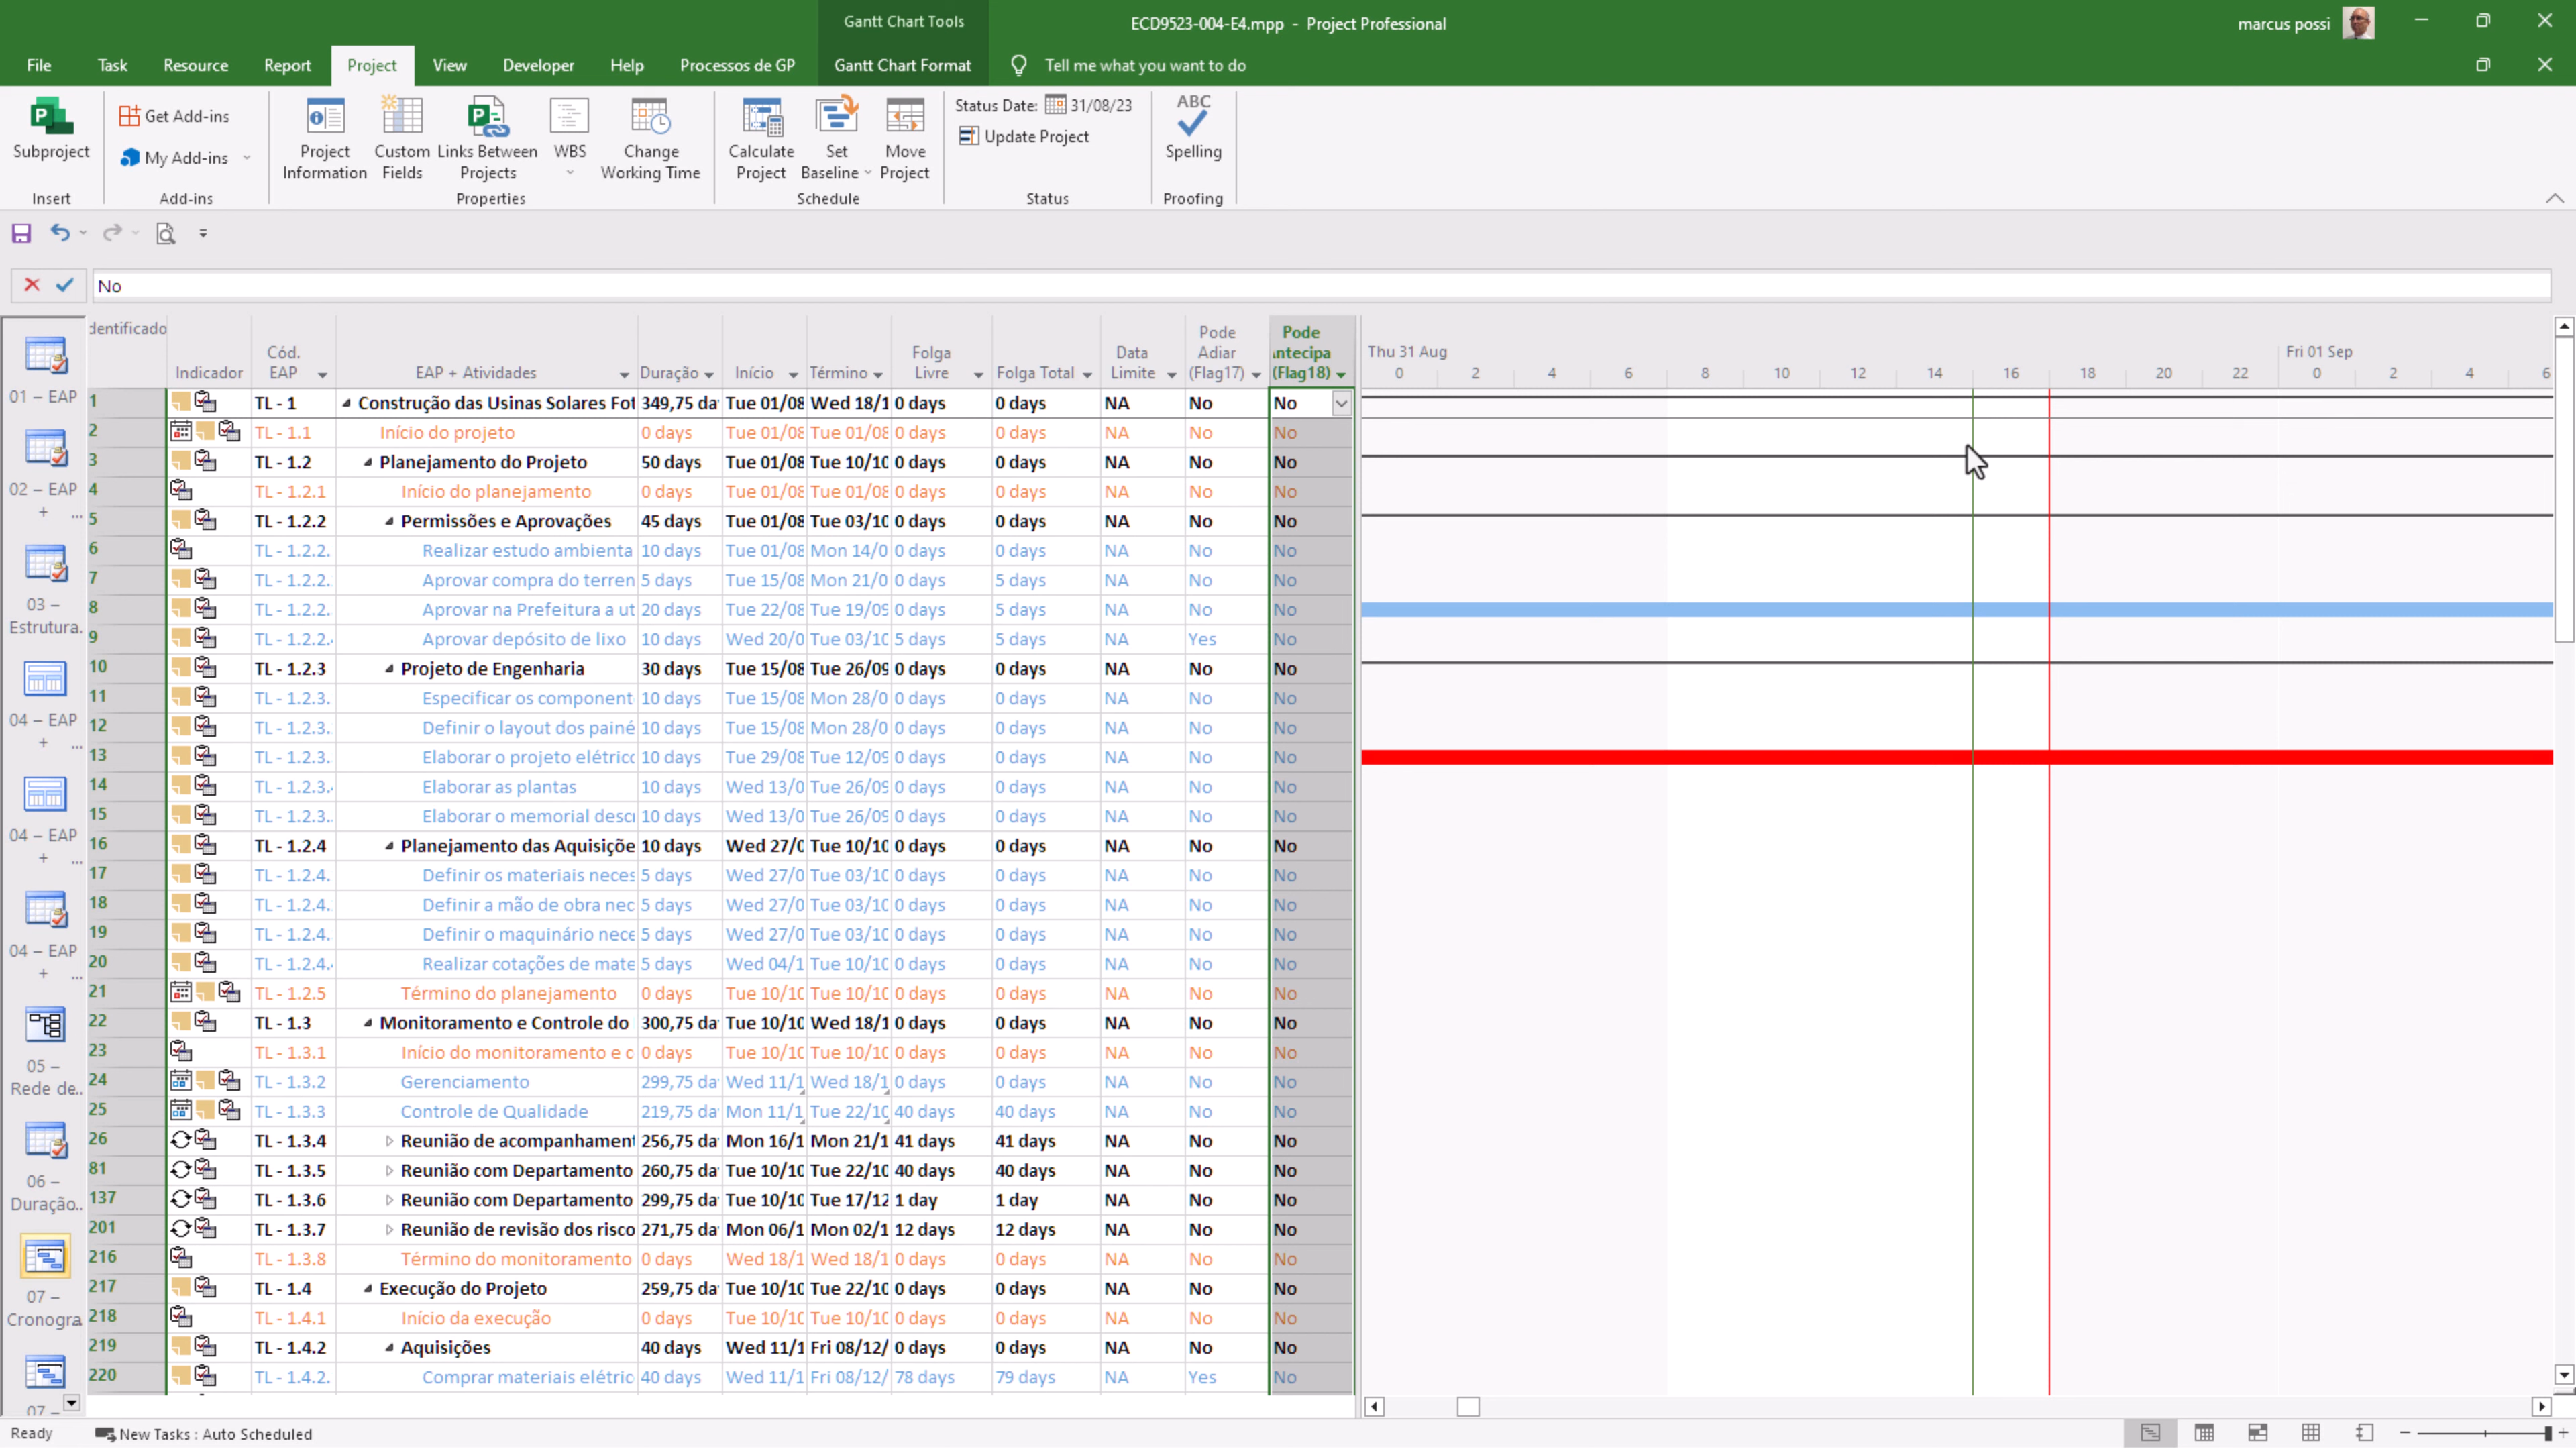 Gantt Chart Tools
ECD9523-004-E4.mpp - Project Professional
marcus possi
File Task Resource Report Project View Developer Help Processos de GP Gantt Chart Format Tell me what you want to do
Subproject
Get Add-ins
My Add-ins
Project Information
Custom Fields
Links Between Projects
WBS
Change Working Time
Calculate Project
Set Baseline
Move Project
Status Date: 31/08/23
Update Project
ABC
Spelling
Insert Add-ins Properties Schedule Status Proofing
No
01 – EAP
02 – EAP + ...
03 – Estrutura.
04 – EAP + ...
04 – EAP + ...
04 – EAP + ...
05 – Rede de..
06 – Duração..
07 – Cronogra
07 –
dentificado Indicador Cód. EAP EAP + Atividades Duração Início Término Folga Livre Folga Total Data Limite Pode Adiar (Flag17) Pode ntecipa (Flag18)
Thu 31 Aug Fri 01 Sep
0 2 4 6 8 10 12 14 16 18 20 22 0 2 4 6
1 TL - 1 Construção das Usinas Solares Fot 349,75 da Tue 01/08 Wed 18/1 0 days 0 days NA No No
2 TL - 1.1 Início do projeto 0 days Tue 01/08 Tue 01/08 0 days 0 days NA No No
3 TL - 1.2 Planejamento do Projeto 50 days Tue 01/08 Tue 10/10 0 days 0 days NA No No
4 TL - 1.2.1 Início do planejamento 0 days Tue 01/08 Tue 01/08 0 days 0 days NA No No
5 TL - 1.2.2 Permissões e Aprovações 45 days Tue 01/08 Tue 03/10 0 days 0 days NA No No
6 TL - 1.2.2. Realizar estudo ambienta 10 days Tue 01/08 Mon 14/0 0 days 0 days NA No No
7 TL - 1.2.2. Aprovar compra do terren 5 days Tue 15/08 Mon 21/0 0 days 5 days NA No No
8 TL - 1.2.2. Aprovar na Prefeitura a ut 20 days Tue 22/08 Tue 19/09 0 days 5 days NA No No
9 TL - 1.2.2. Aprovar depósito de lixo 10 days Wed 20/0 Tue 03/10 5 days 5 days NA Yes No
10 TL - 1.2.3 Projeto de Engenharia 30 days Tue 15/08 Tue 26/09 0 days 0 days NA No No
11 TL - 1.2.3. Especificar os component 10 days Tue 15/08 Mon 28/0 0 days 0 days NA No No
12 TL - 1.2.3. Definir o layout dos painé 10 days Tue 15/08 Mon 28/0 0 days 0 days NA No No
13 TL - 1.2.3. Elaborar o projeto elétrico 10 days Tue 29/08 Tue 12/09 0 days 0 days NA No No
14 TL - 1.2.3. Elaborar as plantas 10 days Wed 13/0 Tue 26/09 0 days 0 days NA No No
15 TL - 1.2.3. Elaborar o memorial desc 10 days Wed 13/0 Tue 26/09 0 days 0 days NA No No
16 TL - 1.2.4 Planejamento das Aquisiçõe 10 days Wed 27/0 Tue 10/10 0 days 0 days NA No No
17 TL - 1.2.4. Definir os materiais neces 5 days Wed 27/0 Tue 03/10 0 days 0 days NA No No
18 TL - 1.2.4. Definir a mão de obra nec 5 days Wed 27/0 Tue 03/10 0 days 0 days NA No No
19 TL - 1.2.4. Definir o maquinário nece 5 days Wed 27/0 Tue 03/10 0 days 0 days NA No No
20 TL - 1.2.4. Realizar cotações de mate 5 days Wed 04/1 Tue 10/10 0 days 0 days NA No No
21 TL - 1.2.5 Término do planejamento 0 days Tue 10/10 Tue 10/10 0 days 0 days NA No No
22 TL - 1.3 Monitoramento e Controle do 300,75 da Tue 10/10 Wed 18/1 0 days 0 days NA No No
23 TL - 1.3.1 Início do monitoramento e c 0 days Tue 10/10 Tue 10/10 0 days 0 days NA No No
24 TL - 1.3.2 Gerenciamento 299,75 da Wed 11/1 Wed 18/1 0 days 0 days NA No No
25 TL - 1.3.3 Controle de Qualidade 219,75 da Mon 11/1 Tue 22/10 40 days 40 days NA No No
26 TL - 1.3.4 Reunião de acompanhament 256,75 da Mon 16/1 Mon 21/1 41 days 41 days NA No No
81 TL - 1.3.5 Reunião com Departamento 260,75 da Tue 10/10 Tue 22/10 40 days 40 days NA No No
137 TL - 1.3.6 Reunião com Departamento 299,75 da Tue 10/10 Tue 17/12 1 day 1 day NA No No
201 TL - 1.3.7 Reunião de revisão dos risco 271,75 da Mon 06/1 Mon 02/1 12 days 12 days NA No No
216 TL - 1.3.8 Término do monitoramento 0 days Wed 18/1 Wed 18/1 0 days 0 days NA No No
217 TL - 1.4 Execução do Projeto 259,75 da Tue 10/10 Tue 22/10 0 days 0 days NA No No
218 TL - 1.4.1 Início da execução 0 days Tue 10/10 Tue 10/10 0 days 0 days NA No No
219 TL - 1.4.2 Aquisições 40 days Wed 11/1 Fri 08/12/ 0 days 0 days NA No No
220 TL - 1.4.2. Comprar materiais elétric 40 days Wed 11/1 Fri 08/12/ 78 days 79 days NA Yes No
Ready New Tasks : Auto Scheduled